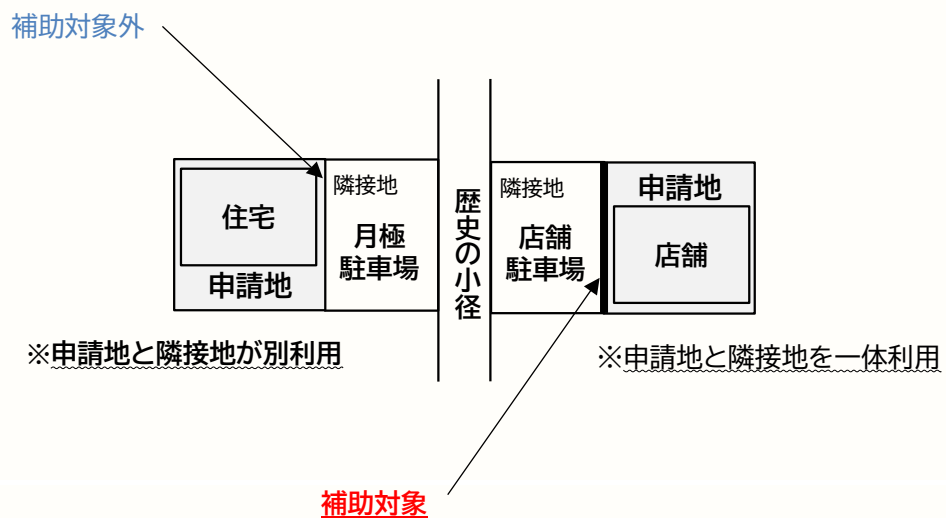 補助対象外
隣接地
住宅
月極
駐車場
申請地
歴史の小径
隣接地
店舗
駐車場
申請地
店舗
※申請地と隣接地が別利用
※申請地と隣接地を一体利用
補助対象